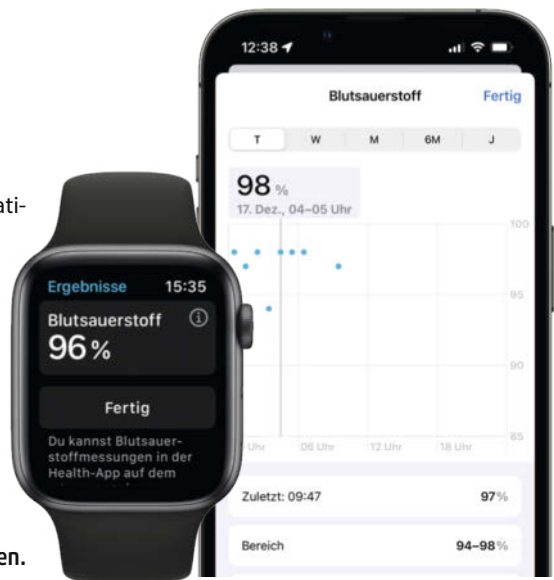 12:38
Blutsauerstoff Fertig
T W M 6M J
98 %
17. Dez., 04–05 Uhr
100
95
90
85
Uhr 06 Uhr 12 Uhr 18 Uhr
Zuletzt: 09:47 97%
Bereich 94–98%
ati-
Ergebnisse 15:35
Blutsauerstoff
96%
Fertig
Du kannst Blutsauer-
stoffmessungen in der
Health-App auf dem
en.